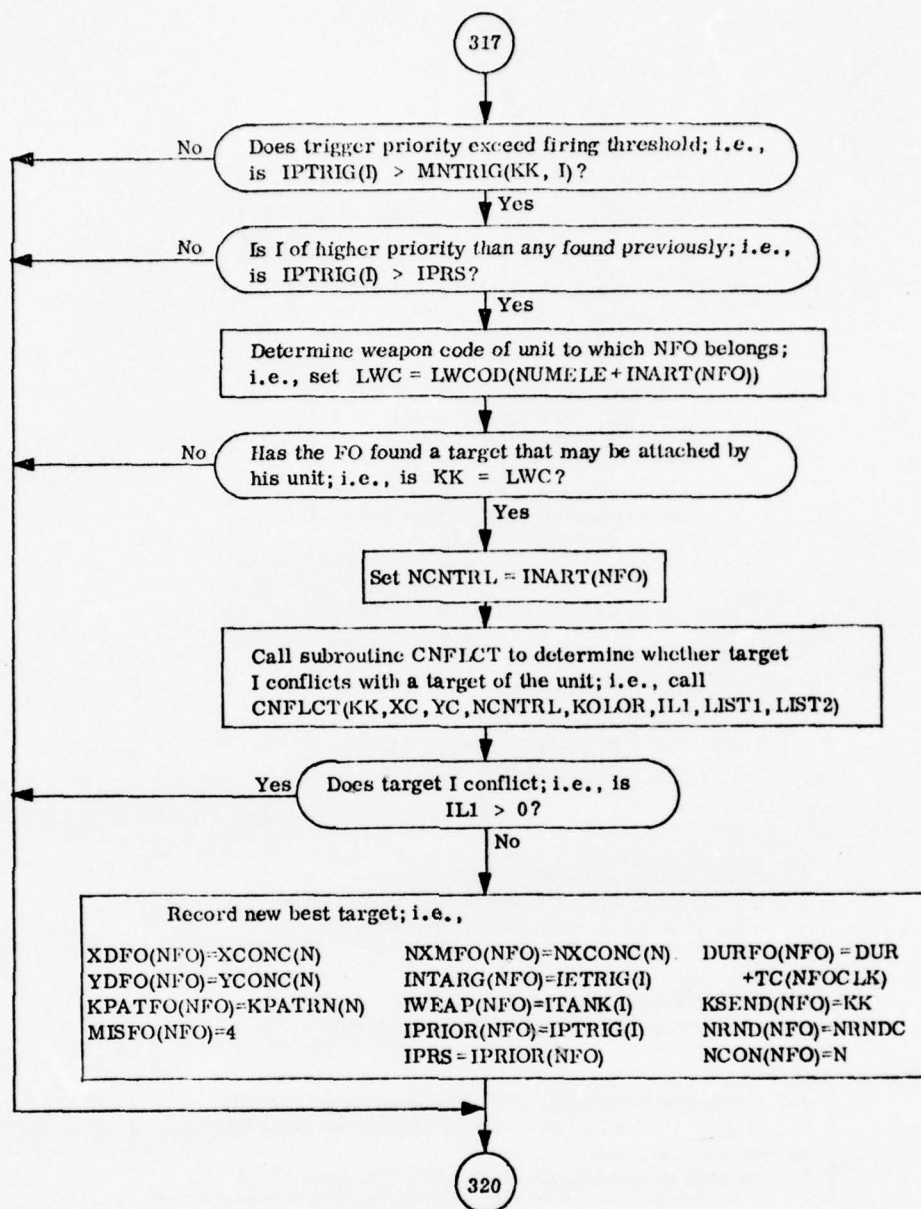 317
No
Does trigger priority exceed firing threshold; i.e.,
is IPTRIG(I) > MNTRIG(KK, I)?
Yes
No
Is I of higher priority than any found previously; i.e.,
is IPTRIG(I) > IPRS?
Yes
Determine weapon code of unit to which NFO belongs;
i.e., set LWC = LWCOD(NUMELE+INART(NFO))
No
Has the FO found a target that may be attached by
his unit; i.e., is KK = LWC?
Yes
Set NCNTRL = INART(NFO)
Call subroutine CNFLCT to determine whether target
I conflicts with a target of the unit; i.e., call
CNFLCT(KK,XC,YC,NCNTRL,KOLOR,IL1,LIST1,LIST2)
Yes
Does target I conflict; i.e., is
IL1 > 0?
No
Record new best target; i.e.,
XDFO(NFO)=XCONC(N)
YDFO(NFO)=YCONC(N)
KPATFO(NFO)=KPATRN(N)
MISFO(NFO)=4
NXMFO(NFO)=NXCONC(N)
INTARG(NFO)=IETRIG(I)
IWEAP(NFO)=ITANK(I)
IPRIOR(NFO)=IPTRIG(I)
IPRS=IPRIOR(NFO)
DURFO(NFO)=DUR
+TC(NFOCLK)
KSEND(NFO)=KK
NRND(NFO)=NRNDC
NCON(NFO)=N
320